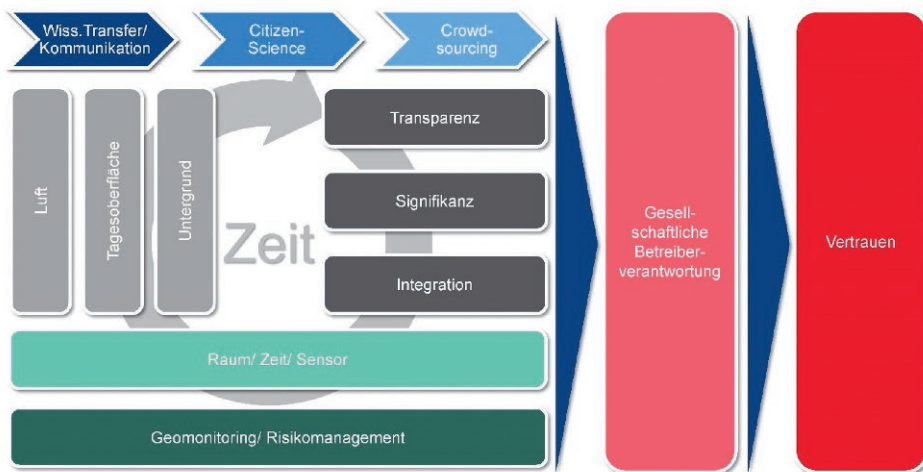 Wiss.Transfer/
Kommunikation
Citizen-
Science
Crowd-
sourcing
Luft
Tagesoberfläche
Untergrund
Zeit
Transparenz
Signifikanz
Integration
Raum/ Zeit/ Sensor
Geomonitoring/ Risikomanagement
Gesell-
schaftliche
Betreiber-
verantwortung
Vertrauen